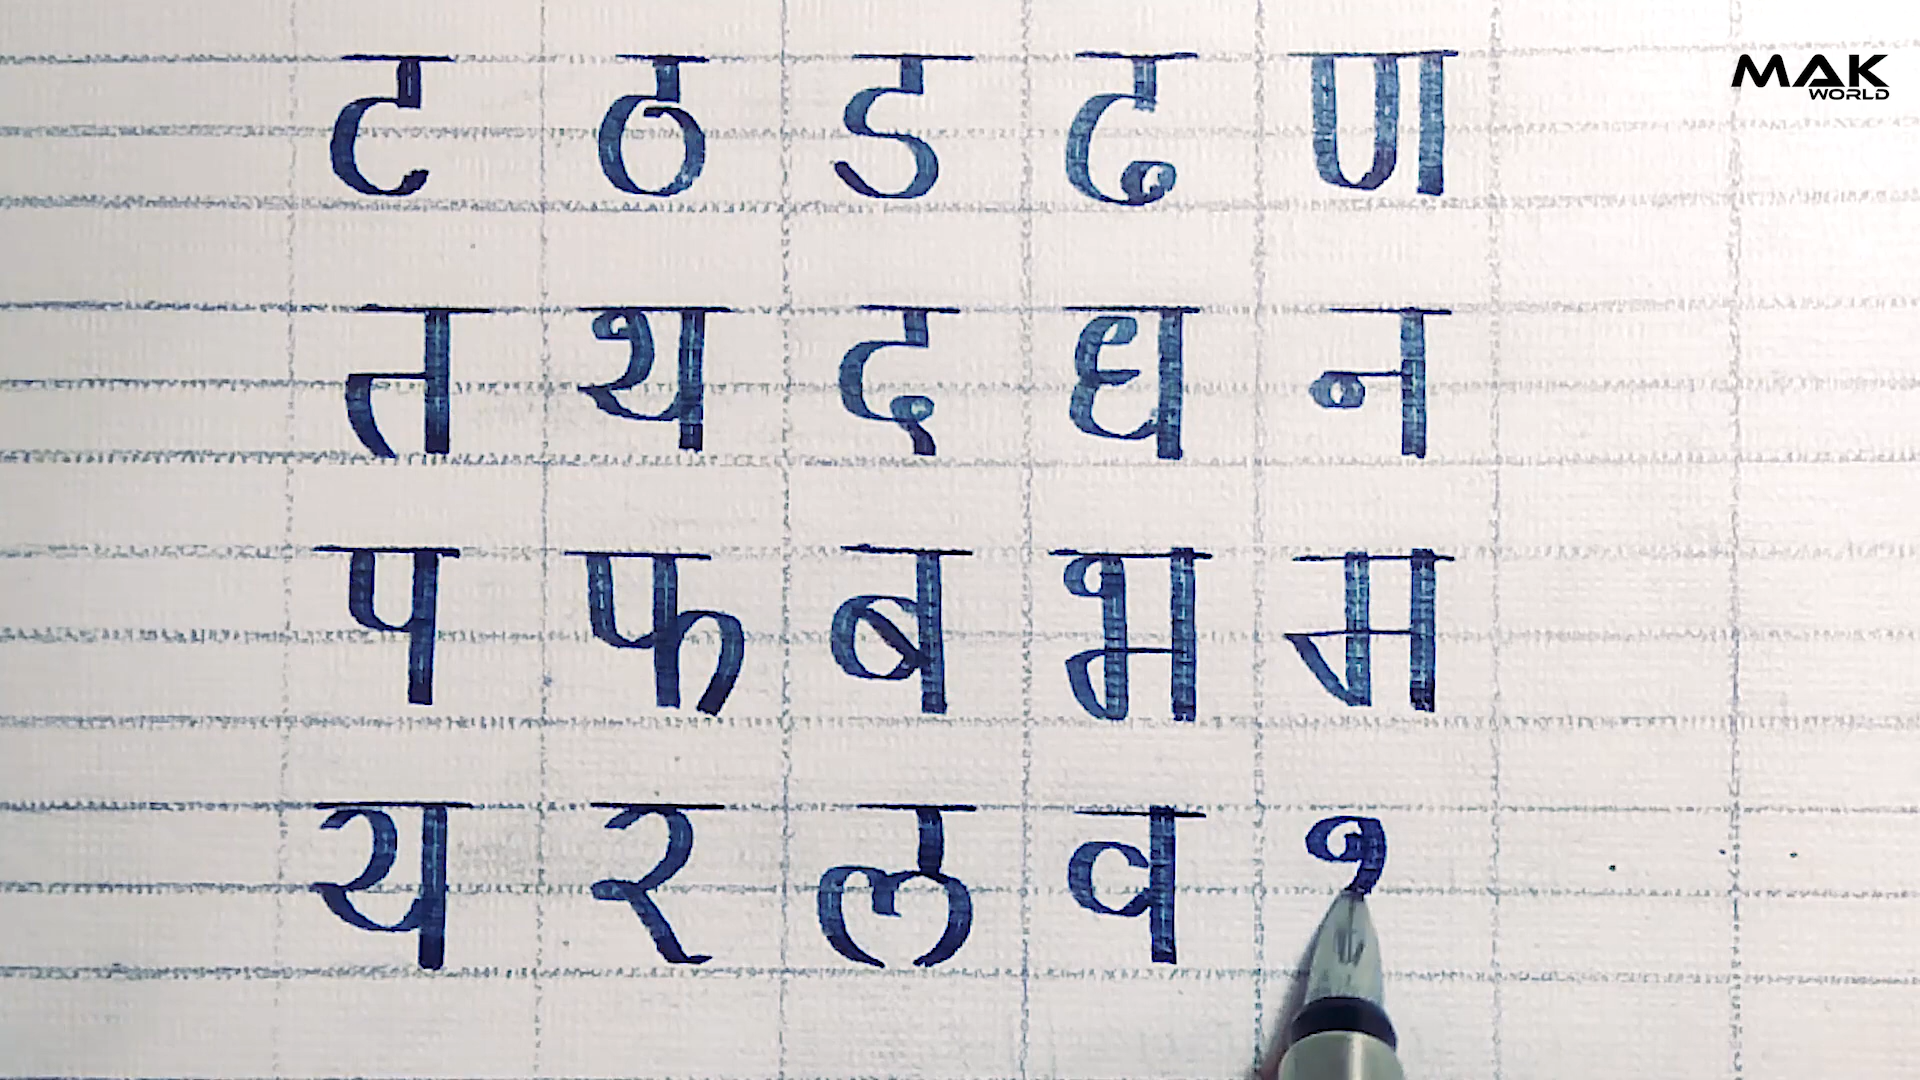 MAK
WORLD
ट ठ ड ढ ण
त थ द ध न
प फ ब भ म
य र ल व